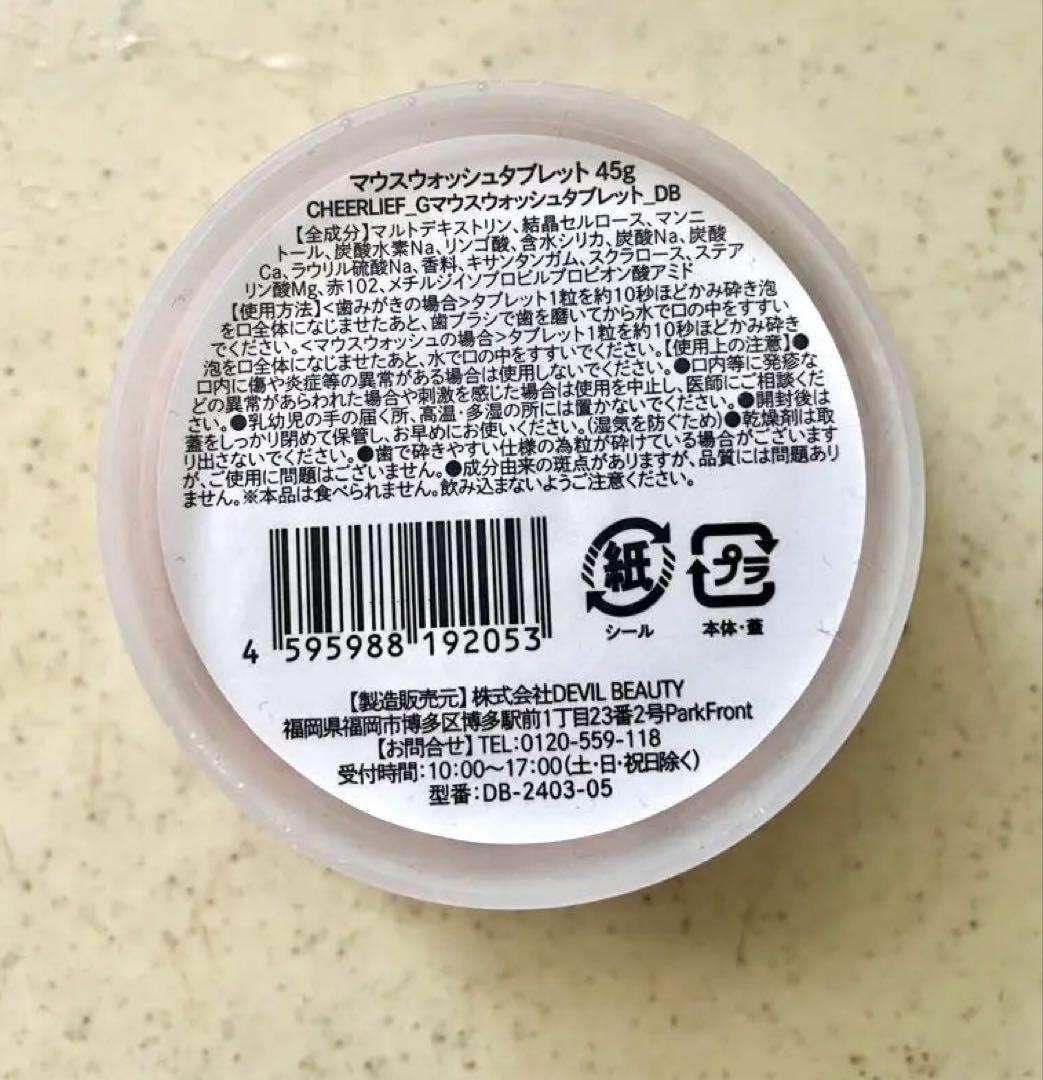 マウスウォッシュタブレット 45g
CHEERLIEF_Gマウスウォッシュタブレット_DB
【全成分】マルトデキストリン、結晶セルロース、マンニ
トール、炭酸水素Na、リンゴ酸、含水シリカ、炭酸Na、炭酸
Ca、ラウリル硫酸Na、香料、キサンタンガム、スクラロース、ステア
リン酸Mg、赤102、メチルジイソプロピルプロピオン酸アミド
【使用方法】<歯みがきの場合>タブレット1粒を約10秒ほどかみ砕き泡
を口全体になじませたあと、歯ブラシで歯を磨いてから水で口の中をすすい
でください。<マウスウォッシュの場合>タブレット1粒を約10秒ほどかみ砕き
泡を口全体になじませたあと、水で口の中をすすいでください。【使用上の注意】●
口内に傷や炎症等の異常がある場合は使用しないでください。●口内等に発疹な
どの異常があらわれた場合や刺激を感じた場合は使用を中止し、医師にご相談くだ
さい。●乳幼児の手の届く所、高温・多湿の所には置かないでください。●開封後は
蓋をしっかり閉めて保管し、お早めにお使いください。(湿気を防ぐため)●乾燥剤は取
り出さないでください。●歯で砕きやすい仕様の為粒が砕けている場合がございます
が、ご使用に問題はございません。●成分由来の斑点がありますが、品質には問題あり
ません。※本品は食べられません。飲み込まないようご注意ください。
4 595988 192053
紙
シール
プラ
本体・蓋
【製造販売元】株式会社DEVIL BEAUTY
福岡県福岡市博多区博多駅前1丁目23番2号ParkFront
【お問合せ】TEL:0120-559-118
受付時間:10:00〜17:00(土・日・祝日除く)
型番:DB-2403-05